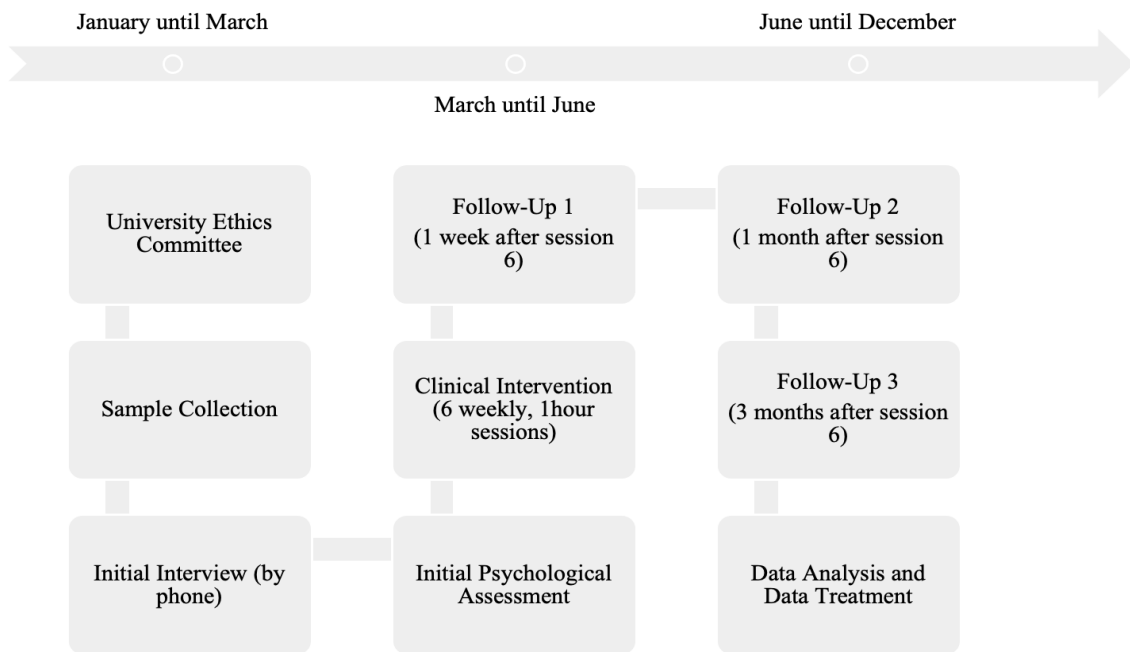 January until March
June until December
March until June
University Ethics
Committee
Follow-Up 1
(1 week after session
6)
Follow-Up 2
(1 month after session
6)
Sample Collection
Clinical Intervention
(6 weekly, 1hour
sessions)
Follow-Up 3
(3 months after session
6)
Initial Interview (by
phone)
Initial Psychological
Assessment
Data Analysis and
Data Treatment